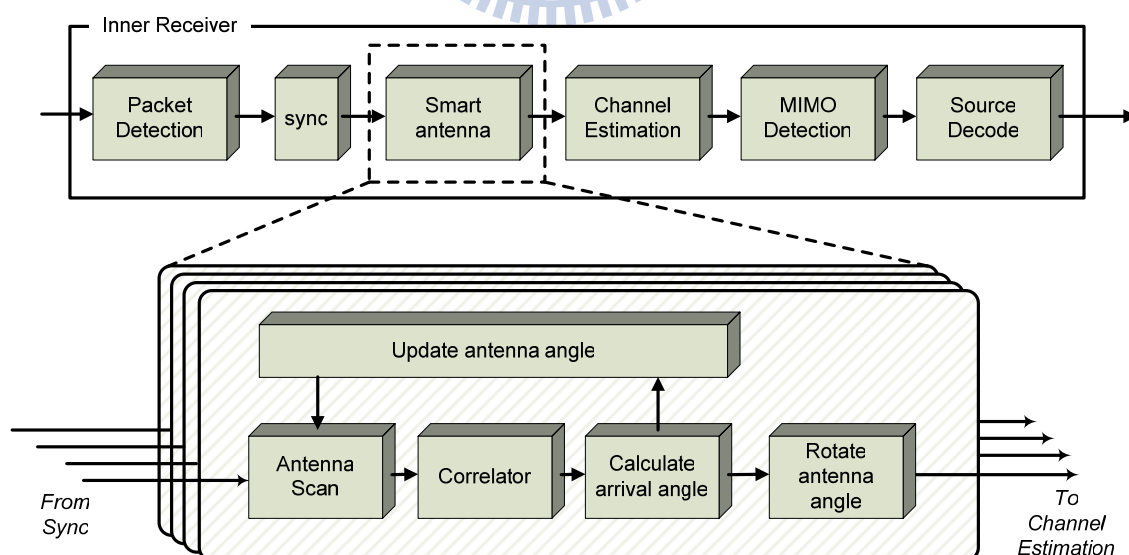 Inner Receiver
Packet
Detection
sync
Smart
antenna
Channel
Estimation
MIMO
Detection
Source
Decode
Update antenna angle
Antenna
Scan
Correlator
Calculate
arrival angle
Rotate
antenna
angle
From
Sync
To
Channel
Estimation